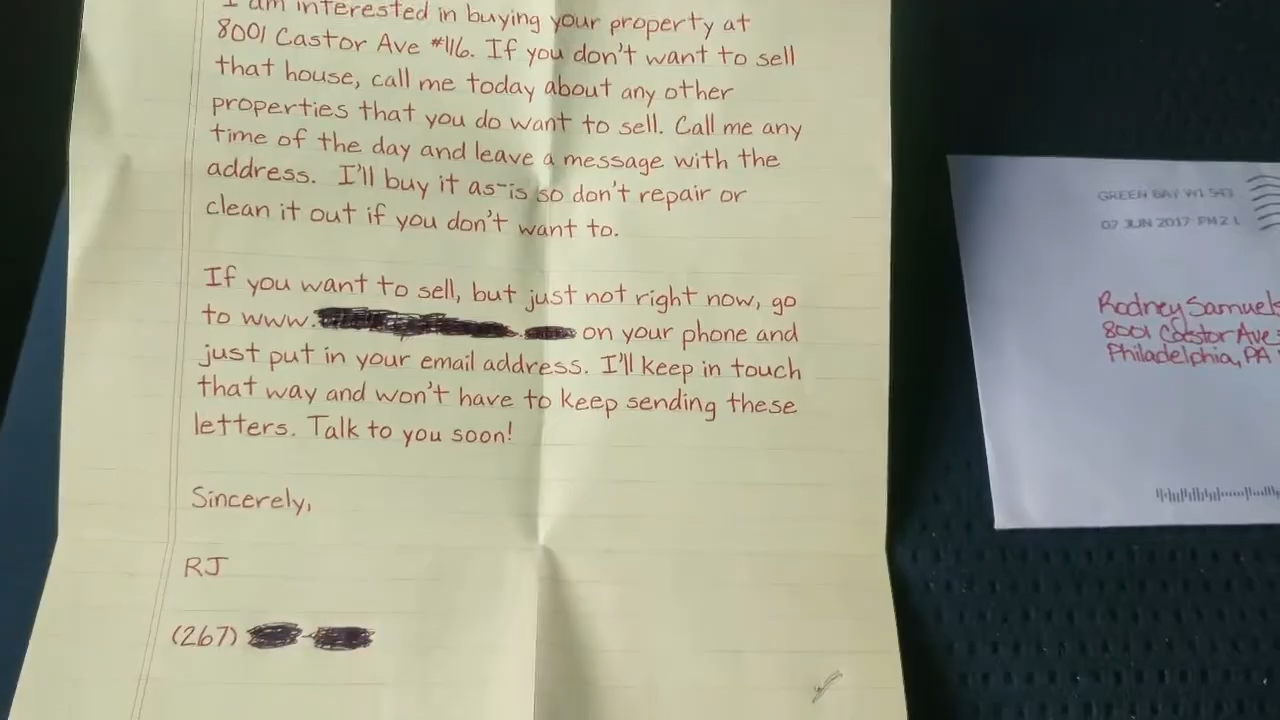 I am interested in buying your property at
8001 Castor Ave #116. If you don't want to sell
that house, call me today about any other
properties that you do want to sell. Call me any
time of the day and leave a message with the
address. I'll buy it as-is so don't repair or
clean it out if you don't want to.
If you want to sell, but just not right now, go
to www. . on your phone and
just put in your email address. I'll keep in touch
that way and won't have to keep sending these
letters. Talk to you soon!
Sincerely,
RJ
(267) -
GREEN BAY WI 543
07 JUN 2017 PM 2 L
Rodney Samuels
8001 Castor Ave
Philadelphia, PA